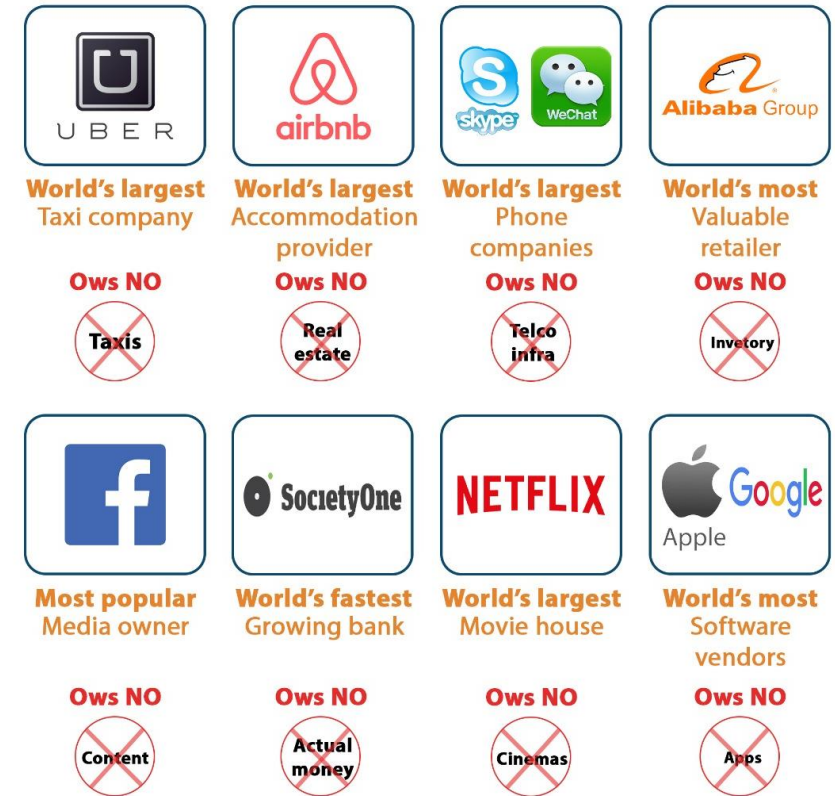 UBER
airbnb
S
skype
WeChat
Alibaba Group
World's largest
Taxi company
World's largest
Accommodation
provider
World's largest
Phone
companies
World's most
Valuable
retailer
Ows NO
Ows NO
Ows NO
Ows NO
Taxis
Real
estate
Telco
infra
Invetory
f
SocietyOne
NETFLIX
Apple
Google
Most popular
Media owner
World's fastest
Growing bank
World's largest
Movie house
World's most
Software
vendors
Ows NO
Ows NO
Ows NO
Ows NO
Content
Actual
money
Cinemas
Apps